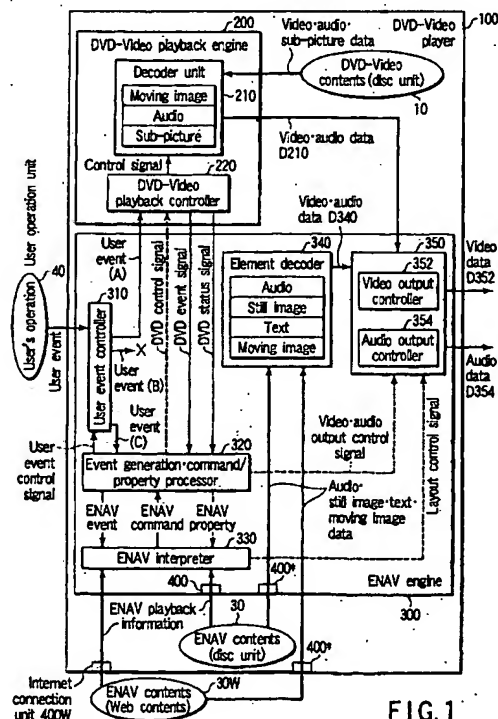 200
100
Video·audio·
sub-picture data
DVD-Video
player
DVD-Video playback engine
Decoder unit
Moving image
Audio
Sub-picture
210
DVD-Video
contents (disc unit)
10
Control signal
220
DVD-Video
playback controller
Video·audio data
D210
User operation unit
40
User's operation
User event
310
User event controller
User
event
(A)
X
User
event (B)
User
event (C)
DVD control signal
DVD event signal
DVD status signal
340
Element decoder
Audio
Still image
Text
Moving image
Video·audio
data D340
350
352
Video output
controller
354
Audio output
controller
Video
data D352
Audio
data D354
User
event
control
signal
320
Event generation·command/
property processor
Video·audio
output control
signal
Layout control signal
ENAV
event
ENAV
command
ENAV
property
330
ENAV interpreter
Audio·
still image·text·
moving image
data
400
400*
ENAV playback
information
30
ENAV contents
(disc unit)
ENAV engine
300
Internet
connection
unit 400W
30W
ENAV contents
(Web contents)
400*
FIG. 1